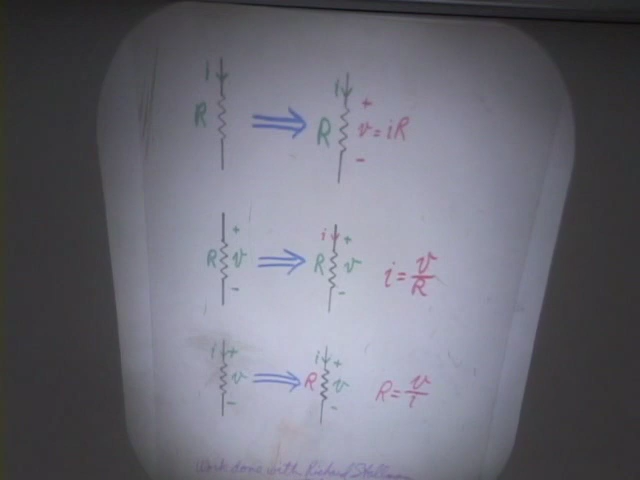 i i
R R + v = iR -
R + v - R i + v - i = v/R
i + v - R i + v - R = v/i
Work done with Richard Stallman